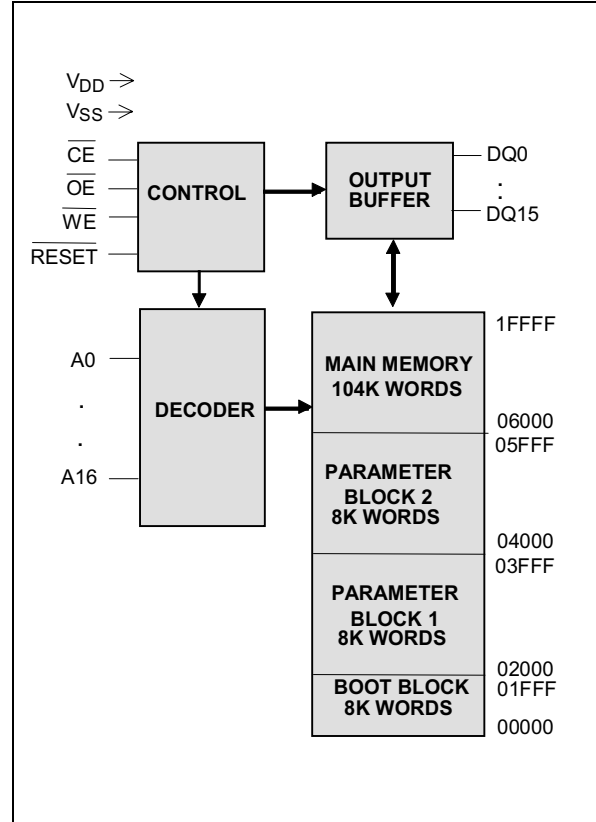 VDD
VSS
CE
OE
WE
RESET
CONTROL
OUTPUT
BUFFER
DQ0
.
.
DQ15
A0
.
.
A16
DECODER
1FFFF
MAIN MEMORY
104K WORDS
06000
05FFF
PARAMETER
BLOCK 2
8K WORDS
04000
03FFF
PARAMETER
BLOCK 1
8K WORDS
02000
BOOT BLOCK
8K WORDS
01FFF
00000